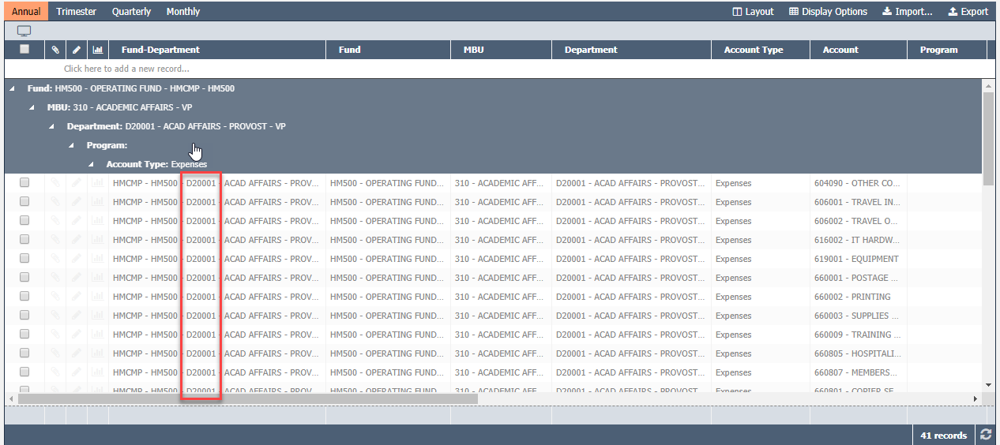 Annual Trimester Quarterly Monthly Layout Display Options Import... Export
Fund-Department Fund MBU Department Account Type Account Program
Click here to add a new record...
Fund: HM500 - OPERATING FUND - HMCMP - HM500
MBU: 310 - ACADEMIC AFFAIRS - VP
Department: D20001 - ACAD AFFAIRS - PROVOST - VP
Program:
Account Type: Expenses
HMCMP - HM500 - D20001 - ACAD AFFAIRS - PROV... HM500 - OPERATING FUND... 310 - ACADEMIC AFF... D20001 - ACAD AFFAIRS - PROVOST... Expenses 604090 - OTHER CO...
HMCMP - HM500 - D20001 - ACAD AFFAIRS - PROV... HM500 - OPERATING FUND... 310 - ACADEMIC AFF... D20001 - ACAD AFFAIRS - PROVOST... Expenses 606001 - TRAVEL IN...
HMCMP - HM500 - D20001 - ACAD AFFAIRS - PROV... HM500 - OPERATING FUND... 310 - ACADEMIC AFF... D20001 - ACAD AFFAIRS - PROVOST... Expenses 606002 - TRAVEL O...
HMCMP - HM500 - D20001 - ACAD AFFAIRS - PROV... HM500 - OPERATING FUND... 310 - ACADEMIC AFF... D20001 - ACAD AFFAIRS - PROVOST... Expenses 616002 - IT HARDW...
HMCMP - HM500 - D20001 - ACAD AFFAIRS - PROV... HM500 - OPERATING FUND... 310 - ACADEMIC AFF... D20001 - ACAD AFFAIRS - PROVOST... Expenses 619001 - EQUIPMENT
HMCMP - HM500 - D20001 - ACAD AFFAIRS - PROV... HM500 - OPERATING FUND... 310 - ACADEMIC AFF... D20001 - ACAD AFFAIRS - PROVOST... Expenses 660001 - POSTAGE ...
HMCMP - HM500 - D20001 - ACAD AFFAIRS - PROV... HM500 - OPERATING FUND... 310 - ACADEMIC AFF... D20001 - ACAD AFFAIRS - PROVOST... Expenses 660002 - PRINTING
HMCMP - HM500 - D20001 - ACAD AFFAIRS - PROV... HM500 - OPERATING FUND... 310 - ACADEMIC AFF... D20001 - ACAD AFFAIRS - PROVOST... Expenses 660003 - SUPPLIES ...
HMCMP - HM500 - D20001 - ACAD AFFAIRS - PROV... HM500 - OPERATING FUND... 310 - ACADEMIC AFF... D20001 - ACAD AFFAIRS - PROVOST... Expenses 660009 - TRAINING ...
HMCMP - HM500 - D20001 - ACAD AFFAIRS - PROV... HM500 - OPERATING FUND... 310 - ACADEMIC AFF... D20001 - ACAD AFFAIRS - PROVOST... Expenses 660805 - HOSPITALI...
HMCMP - HM500 - D20001 - ACAD AFFAIRS - PROV... HM500 - OPERATING FUND... 310 - ACADEMIC AFF... D20001 - ACAD AFFAIRS - PROVOST... Expenses 660807 - MEMBERS...
HMCMP - HM500 - D20001 - ACAD AFFAIRS - PROV... HM500 - OPERATING FUND... 310 - ACADEMIC AFF... D20001 - ACAD AFFAIRS - PROVOST... Expenses 660801 - COPIER SE...
41 records